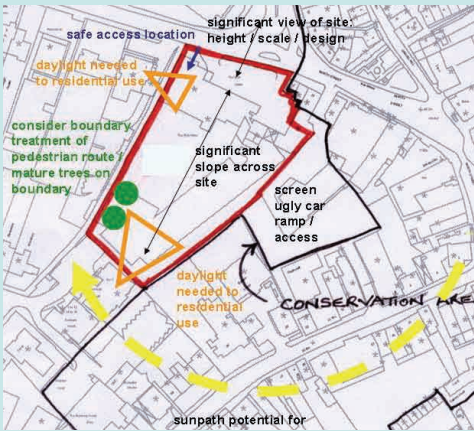 significant view of site:
safe access location
height / scale / design
daylight needed
to residential use
consider boundary
treatment of
pedestrian route /
mature trees on
boundary
significant
slope across
site
screen
ugly car
ramp /
access
daylight
needed to
residential
use
CONSERVATION AREA
sunpath potential for